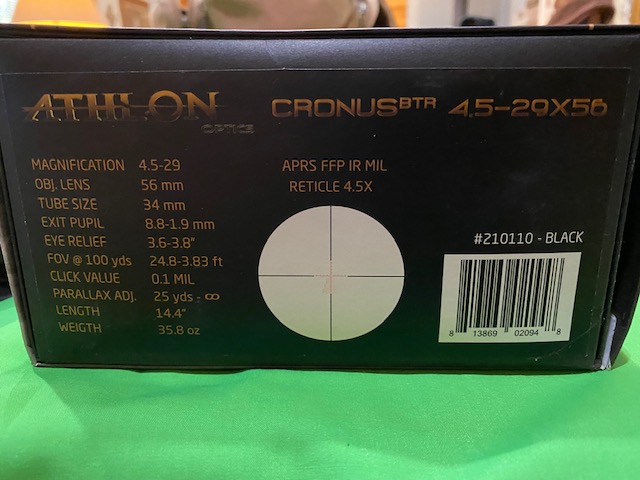 ATHLON
OPTICS
CRONUSBTR 4.5-29X56
MAGNIFICATION 4.5-29
OBJ. LENS 56 mm
TUBE SIZE 34 mm
EXIT PUPIL 8.8-1.9 mm
EYE RELIEF 3.6-3.8"
FOV @ 100 yds 24.8-3.83 ft
CLICK VALUE 0.1 MIL
PARALLAX ADJ. 25 yds - ∞
LENGTH 14.4"
WEIGTH 35.8 oz
APRS FFP IR MIL
RETICLE 4.5X
#210110 - BLACK
8 13869 02094 8